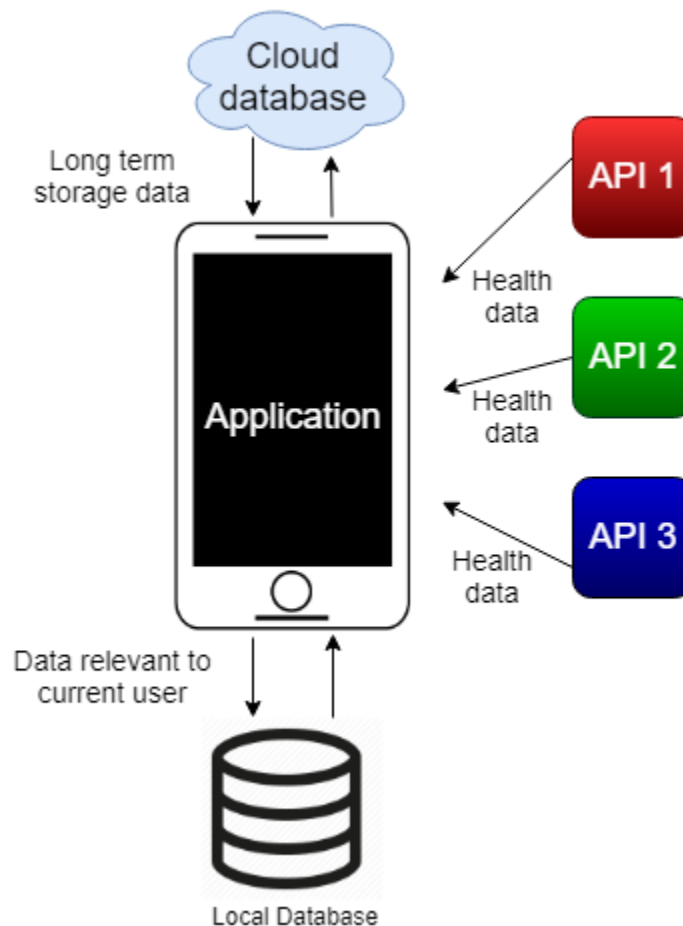 Cloud
database
Long term
storage data
API 1
Health
data
API 2
Application
Health
data
API 3
Health
data
Data relevant to
current user
Local Database